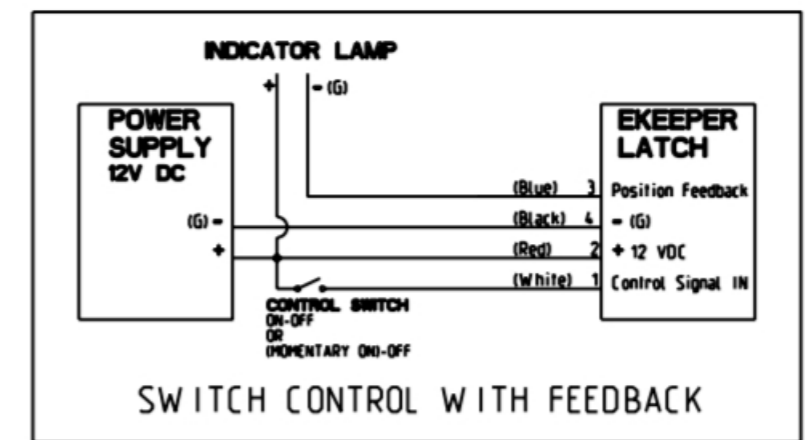 INDICATOR LAMP
+ - (G)
POWER
SUPPLY
12V DC
(G) -
+
EKEEPER
LATCH
(Blue) 3 Position Feedback
(Black) 4 - (G)
(Red) 2 + 12 VDC
(White) 1 Control Signal IN
CONTROL SWITCH
ON-OFF
OR
(MOMENTARY ON)-OFF
SWITCH CONTROL WITH FEEDBACK